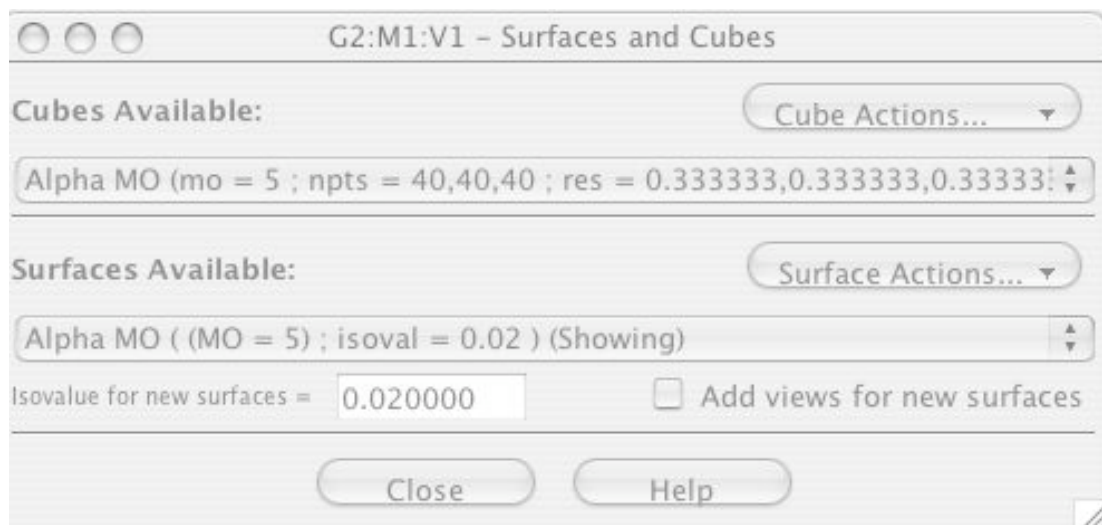 G2:M1:V1 – Surfaces and Cubes
Cubes Available:
Cube Actions...
Alpha MO (mo = 5 ; npts = 40,40,40 ; res = 0.333333,0.333333,0.33333
Surfaces Available:
Surface Actions...
Alpha MO ( (MO = 5) ; isoval = 0.02 ) (Showing)
Isovalue for new surfaces = 0.020000
Add views for new surfaces
Close
Help